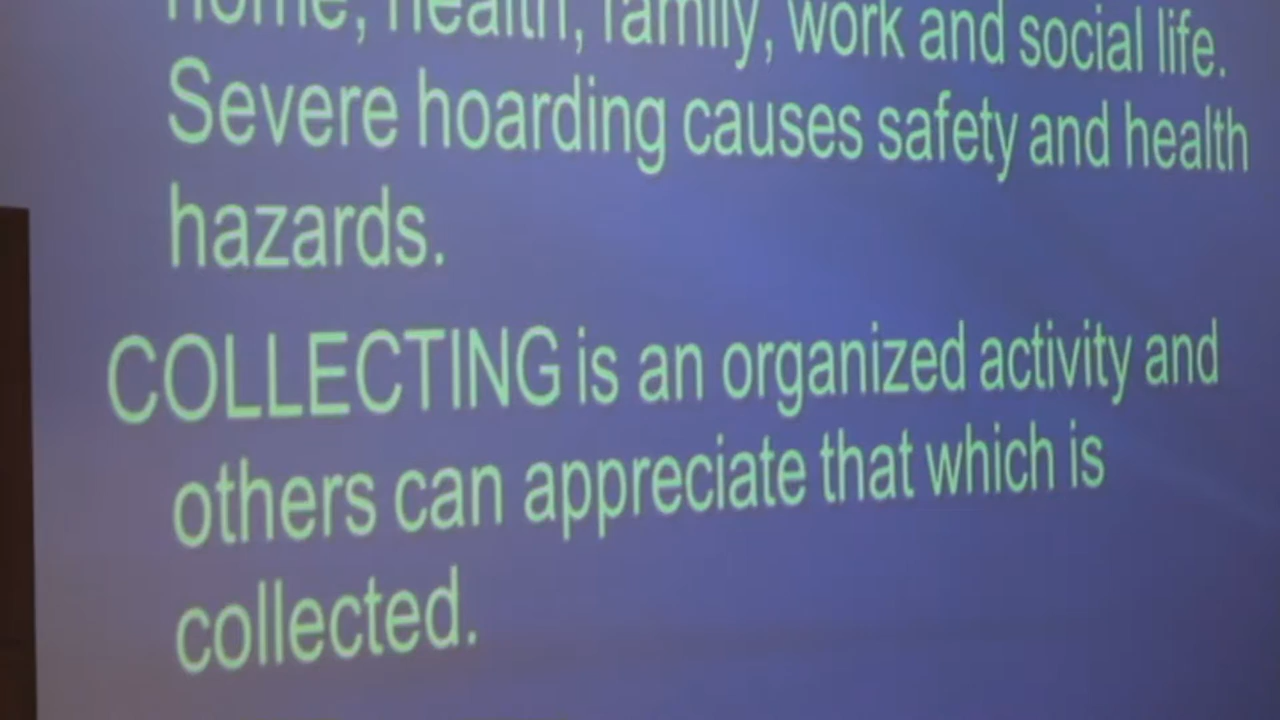 home, health, family, work and social life.
Severe hoarding causes safety and health
hazards.
COLLECTING is an organized activity and
others can appreciate that which is
collected.